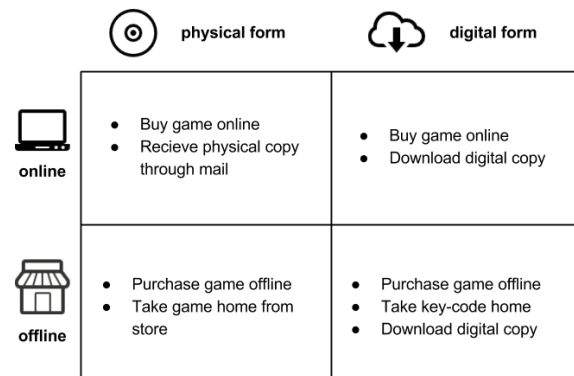 physical form
digital form
online
● Buy game online
● Recieve physical copy
through mail
● Buy game online
● Download digital copy
offline
● Purchase game offline
● Take game home from
store
● Purchase game offline
● Take key-code home
● Download digital copy